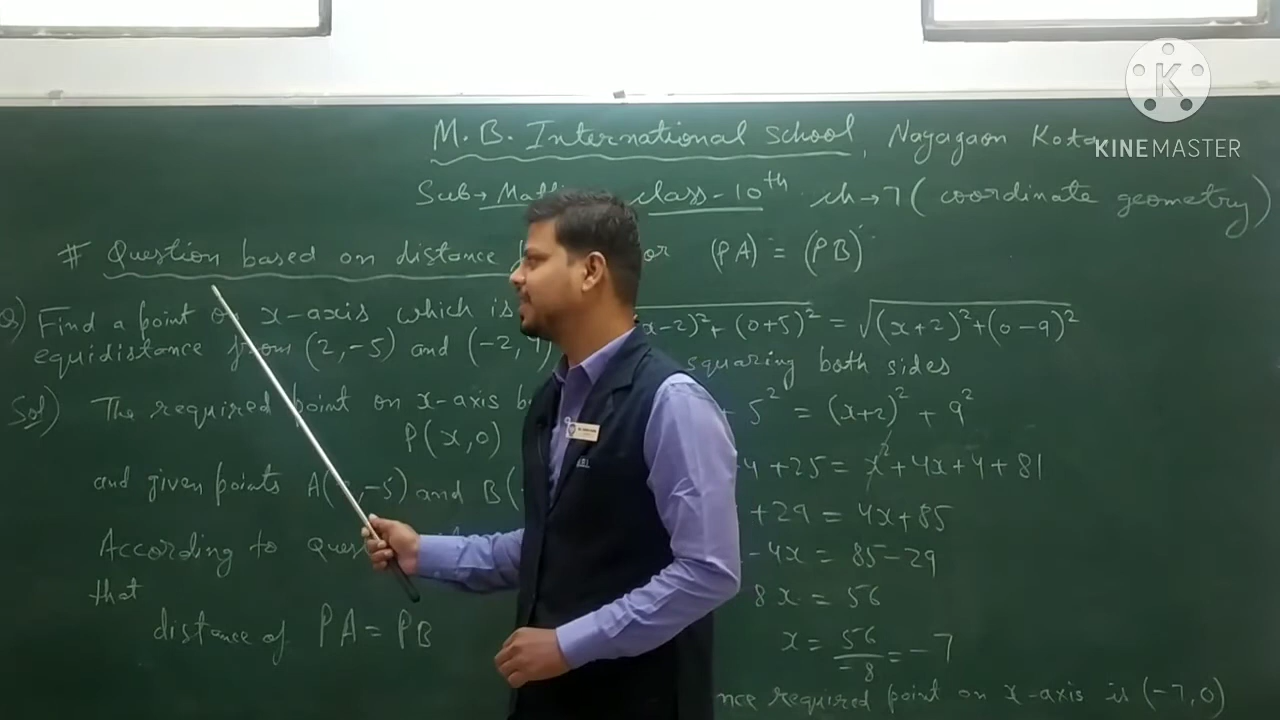 KINEMASTER
M. B. International School, Nayagaon Kota
Sub→ Math class-10th ch→7 (coordinate geometry)
# Question based on distance
Q) Find a point on x-axis which is
equidistance from (2,-5) and (-2,9)
Sol) The required point on x-axis be
P(x,0)
and given points A( ,-5) and B(-
According to ques
that
distance of PA = PB
or (PA) = (PB)
x-2)²+(0+5)² = √(x+2)²+(0-9)²
squaring both sides
5² = (x+2)² + 9²
4 +25 = x²+4x+4+81
+29 = 4x+85
-4x = 85-29
8x = 56
x = 56/-8 = -7
nce required point on x-axis is (-7,0)